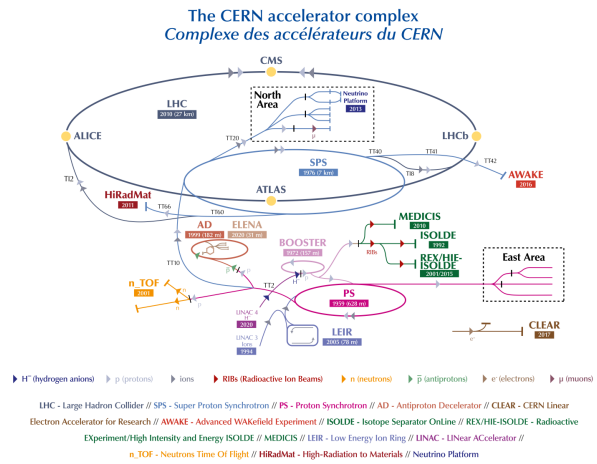 The CERN accelerator complex
Complexe des accélérateurs du CERN
CMS
North Area
Neutrino Platform
2013
LHC
2010 (27 km)
ALICE
TT20
μ
LHCb
TT40
TT41
SPS
1976 (7 km)
TI8
TT42
AWAKE
2016
TI2
HiRadMat
2011
TT66
ATLAS
TT60
AD
1999 (182 m)
ELENA
2020 (31 m)
TT10
BOOSTER
1972 (157 m)
RIBs
MEDICIS
2010
ISOLDE
1992
REX/HIE-
ISOLDE
2001/2015
East Area
n_TOF
2001
n
n
p
p
TT2
H⁻
PS
1959 (628 m)
LINAC 4
H⁻
2020
LINAC 3
Ions
1994
LEIR
2005 (78 m)
e⁻
CLEAR
2017
H⁻ (hydrogen anions) p (protons) ions RIBs (Radioactive Ion Beams) n (neutrons) p̅ (antiprotons) e⁻ (electrons) μ (muons)
LHC - Large Hadron Collider // SPS - Super Proton Synchrotron // PS - Proton Synchrotron // AD - Antiproton Decelerator // CLEAR - CERN Linear
Electron Accelerator for Research // AWAKE - Advanced WAKefield Experiment // ISOLDE - Isotope Separator OnLine // REX/HIE-ISOLDE - Radioactive
EXperiment/High Intensity and Energy ISOLDE // MEDICIS // LEIR - Low Energy Ion Ring // LINAC - LINear ACcelerator //
n_TOF - Neutrons Time Of Flight // HiRadMat - High-Radiation to Materials // Neutrino Platform